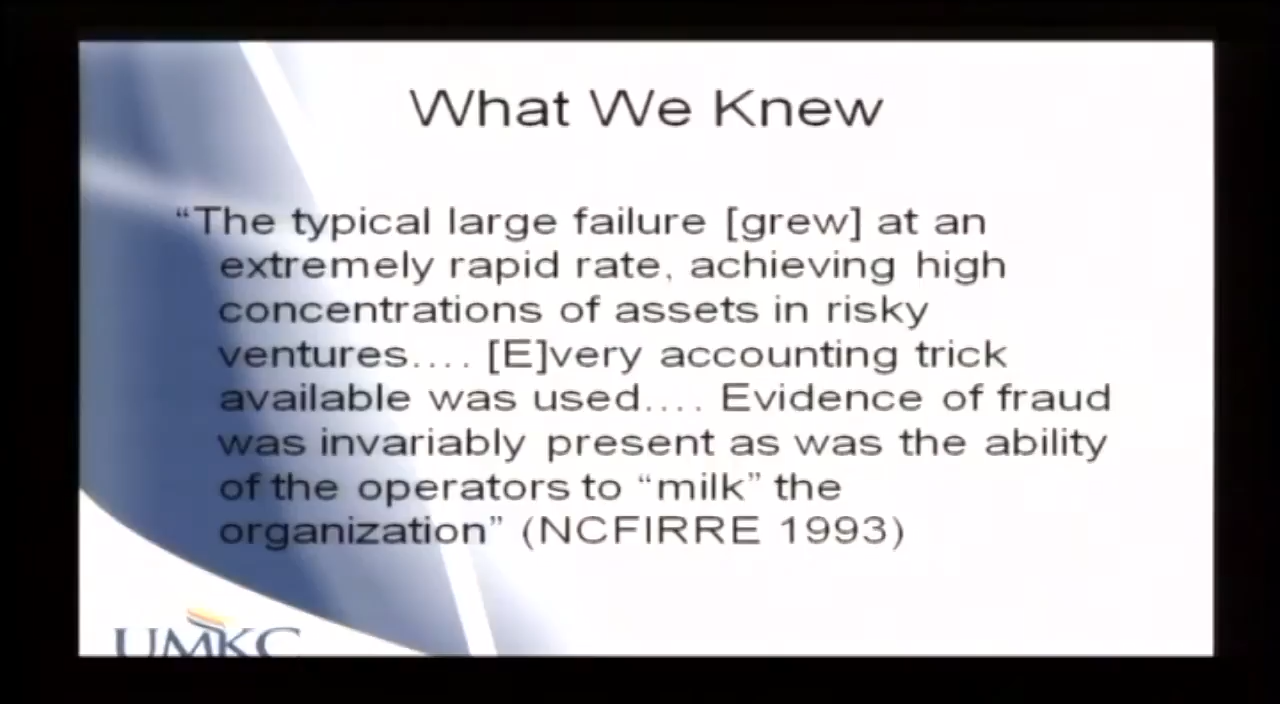 What We Knew
“The typical large failure [grew] at an
extremely rapid rate, achieving high
concentrations of assets in risky
ventures…. [E]very accounting trick
available was used…. Evidence of fraud
was invariably present as was the ability
of the operators to “milk” the
organization” (NCFIRRE 1993)
UMKC